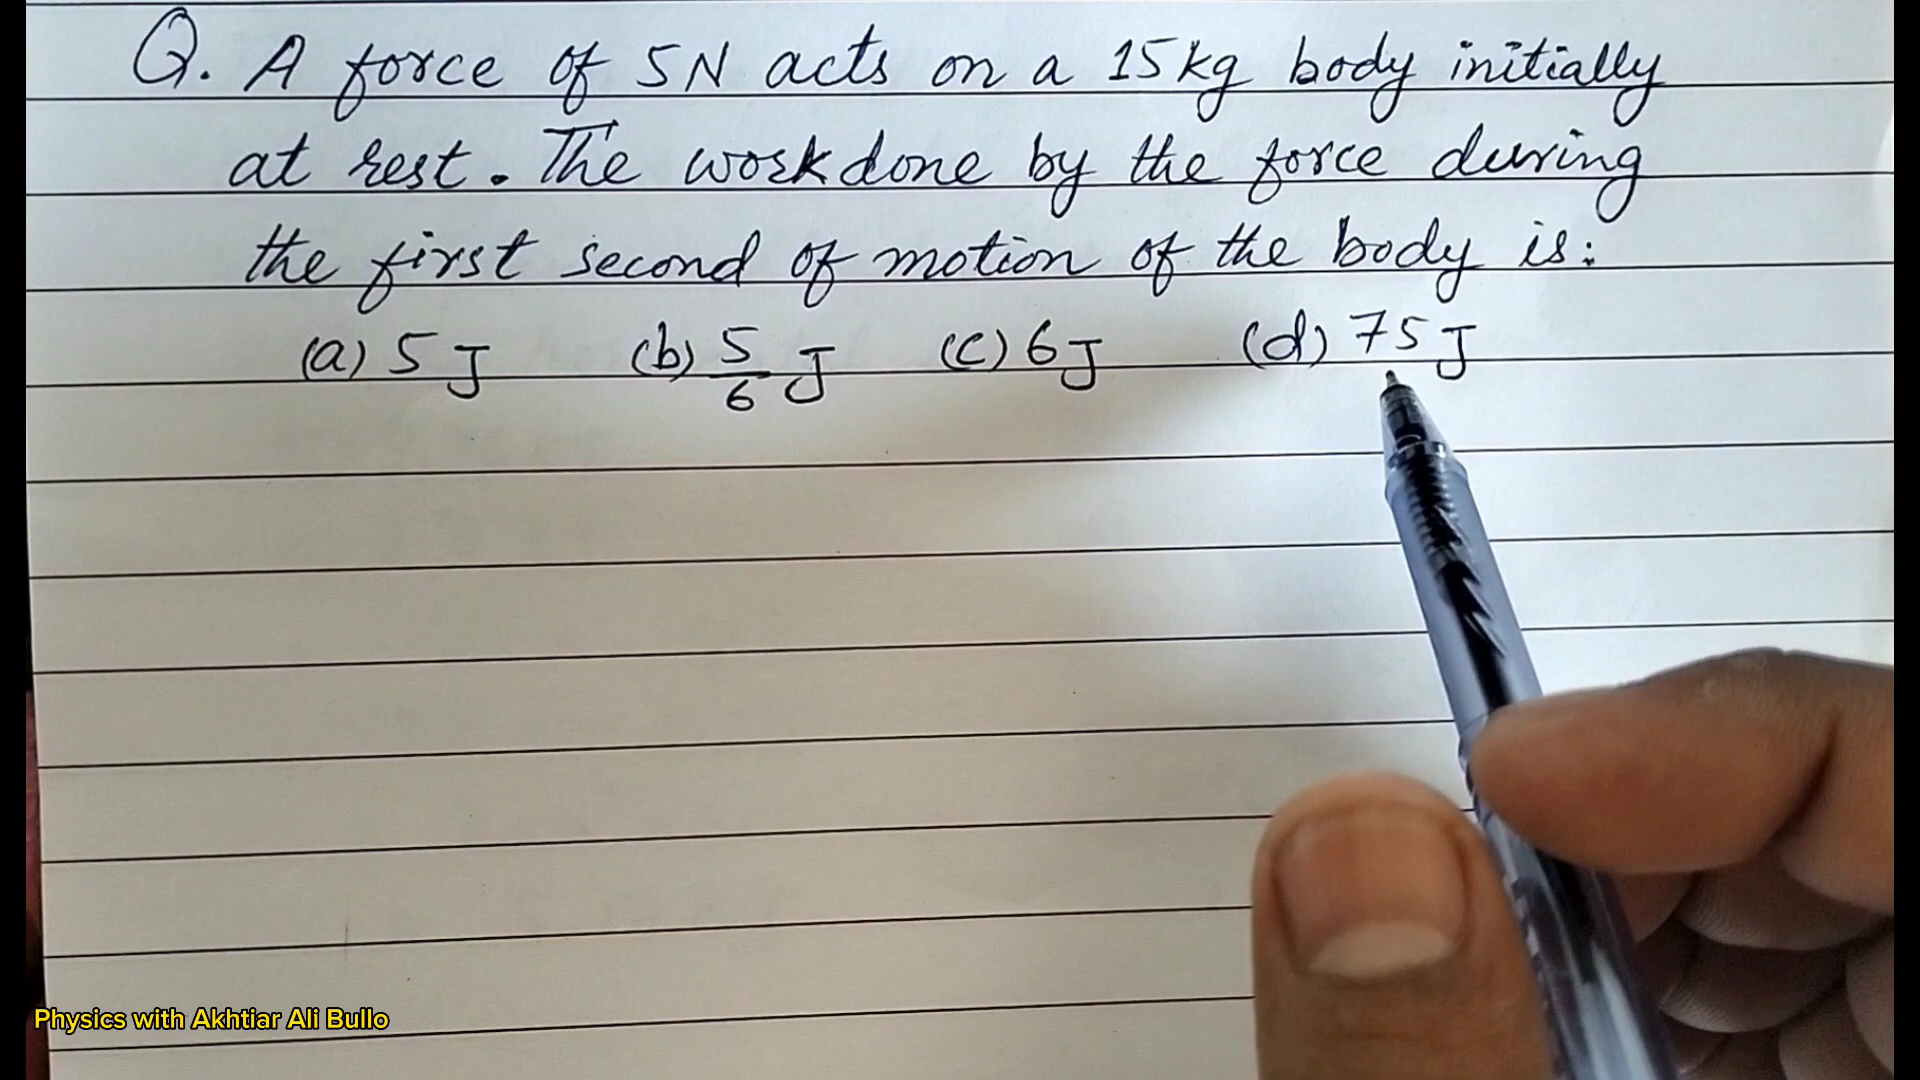 Q. A force of 5N acts on a 15kg body initially
at rest. The work done by the force during
the first second of motion of the body is:
(a) 5 J (b) 5/6 J (c) 6 J (d) 75 J
Physics with Akhtiar Ali Bullo